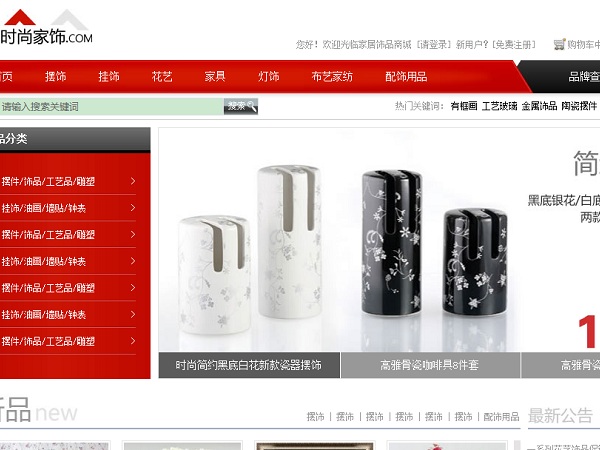 时尚家饰.COM
您好！欢迎光临家居饰品商城 [请登录] 新用户？[免费注册] 购物车中
首页 摆饰 挂饰 花艺 家具 灯饰 布艺家纺 配饰用品 品牌查
请输入搜索关键词 搜索 热门关键词： 有框画 工艺玻璃 金属饰品 陶瓷摆件
品分类
摆件/饰品/工艺品/雕塑
挂饰/油画/墙贴/钟表
摆件/饰品/工艺品/雕塑
挂饰/油画/墙贴/钟表
摆件/饰品/工艺品/雕塑
挂饰/油画/墙贴/钟表
摆件/饰品/工艺品/雕塑
简
黑底银花/白底
两款
1
时尚简约黑底白花新款瓷器摆饰 高雅骨瓷咖啡具8件套 高雅骨瓷
新品 new 摆饰 | 摆饰 | 摆饰 | 摆饰 | 摆饰 | 摆饰 | 配饰用品 最新公告